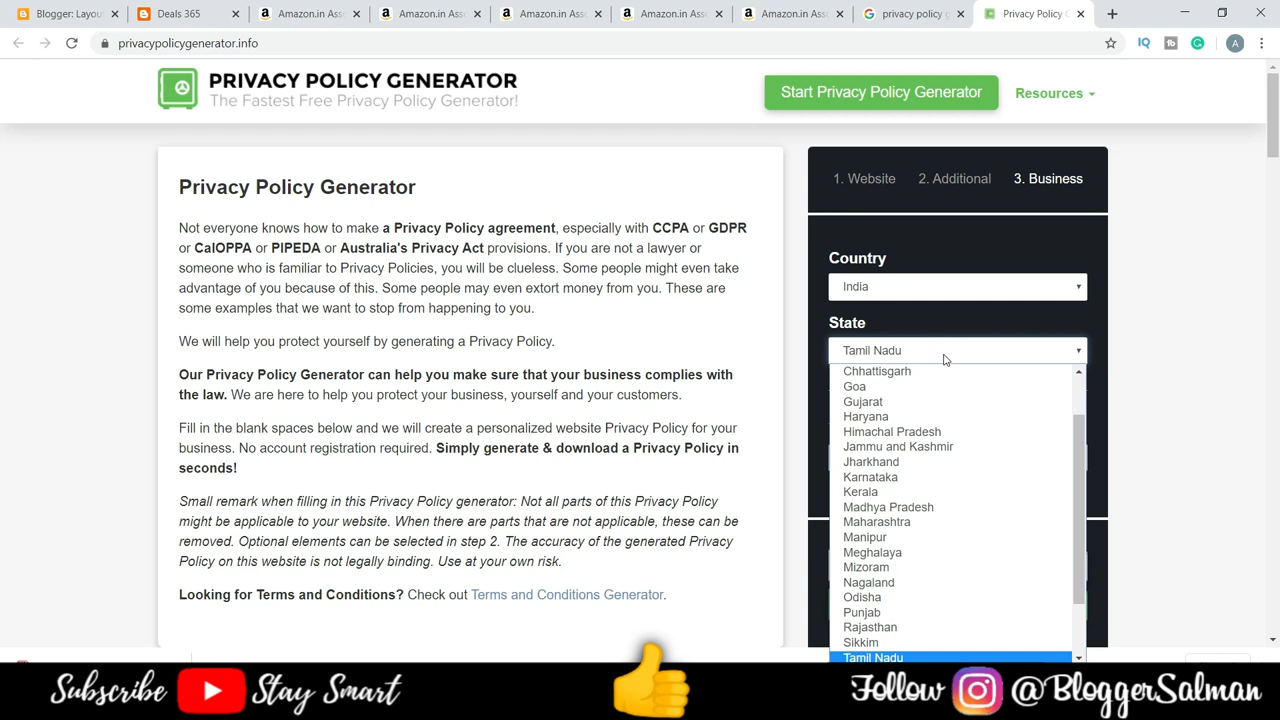 Blogger: Layou
Deals 365
Amazon.in Asso
Amazon.in Asso
Amazon.in Asso
Amazon.in Asso
Amazon.in Asso
privacy policy g
Privacy Policy G
privacypolicygenerator.info
PRIVACY POLICY GENERATOR
The Fastest Free Privacy Policy Generator!
Start Privacy Policy Generator
Resources
Privacy Policy Generator
Not everyone knows how to make a Privacy Policy agreement, especially with CCPA or GDPR
or CalOPPA or PIPEDA or Australia's Privacy Act provisions. If you are not a lawyer or
someone who is familiar to Privacy Policies, you will be clueless. Some people might even take
advantage of you because of this. Some people may even extort money from you. These are
some examples that we want to stop from happening to you.
We will help you protect yourself by generating a Privacy Policy.
Our Privacy Policy Generator can help you make sure that your business complies with
the law. We are here to help you protect your business, yourself and your customers.
Fill in the blank spaces below and we will create a personalized website Privacy Policy for your
business. No account registration required. Simply generate & download a Privacy Policy in
seconds!
Small remark when filling in this Privacy Policy generator: Not all parts of this Privacy Policy
might be applicable to your website. When there are parts that are not applicable, these can be
removed. Optional elements can be selected in step 2. The accuracy of the generated Privacy
Policy on this website is not legally binding. Use at your own risk.
Looking for Terms and Conditions? Check out Terms and Conditions Generator.
1. Website
2. Additional
3. Business
Country
India
State
Tamil Nadu
Chhattisgarh
Goa
Gujarat
Haryana
Himachal Pradesh
Jammu and Kashmir
Jharkhand
Karnataka
Kerala
Madhya Pradesh
Maharashtra
Manipur
Meghalaya
Mizoram
Nagaland
Odisha
Punjab
Rajasthan
Sikkim
Tamil Nadu
Subscribe
Stay Smart
Follow
@BloggerSalman